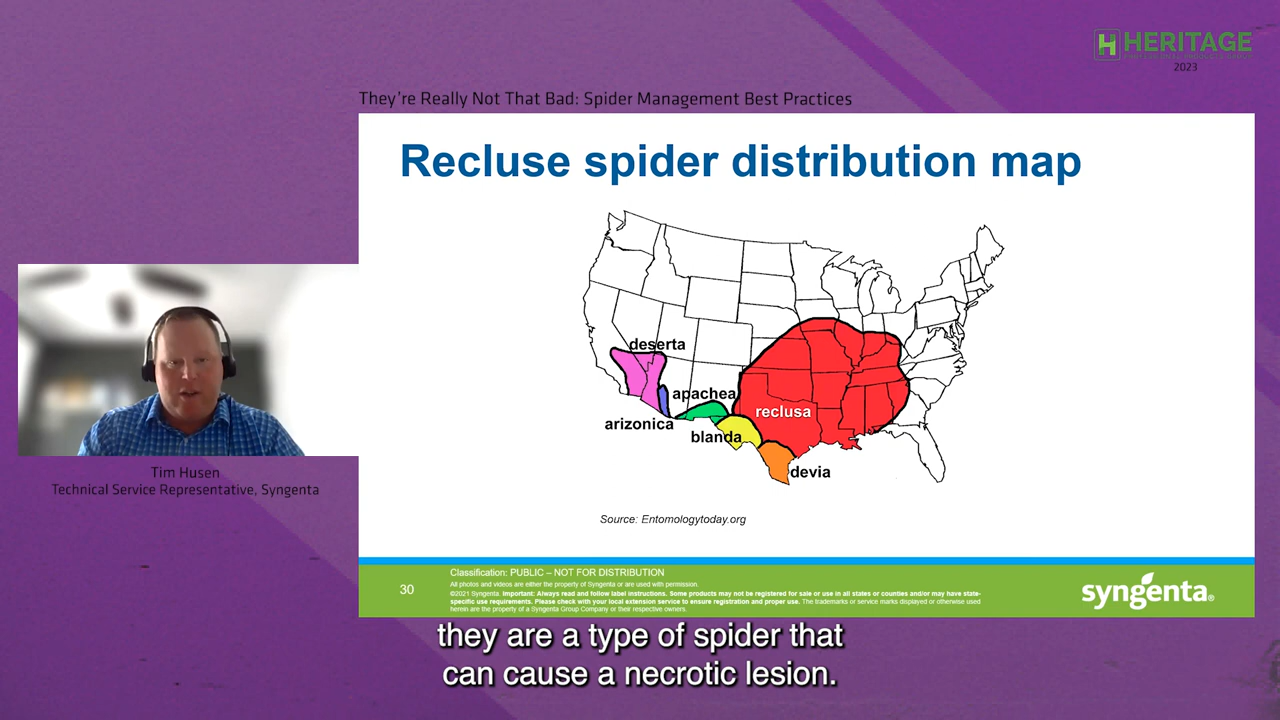 HERITAGE
2023
They're Really Not That Bad: Spider Management Best Practices
Recluse spider distribution map
deserta
apachea
arizonica
reclusa
blanda
devia
Source: Entomologytoday.org
Tim Husen
Technical Service Representative, Syngenta
30
Classification: PUBLIC – NOT FOR DISTRIBUTION
All photos and videos are either the property of Syngenta or are used with permission.
©2021 Syngenta. Important: Always read and follow label instructions. Some products may not be registered for sale or use in all states or counties and/or may have state-
specific use requirements. Please check with your local extension service to ensure registration and proper use. The trademarks or service marks displayed or otherwise used
herein are the property of a Syngenta Group Company or their respective owners.
syngenta®
they are a type of spider that
can cause a necrotic lesion.